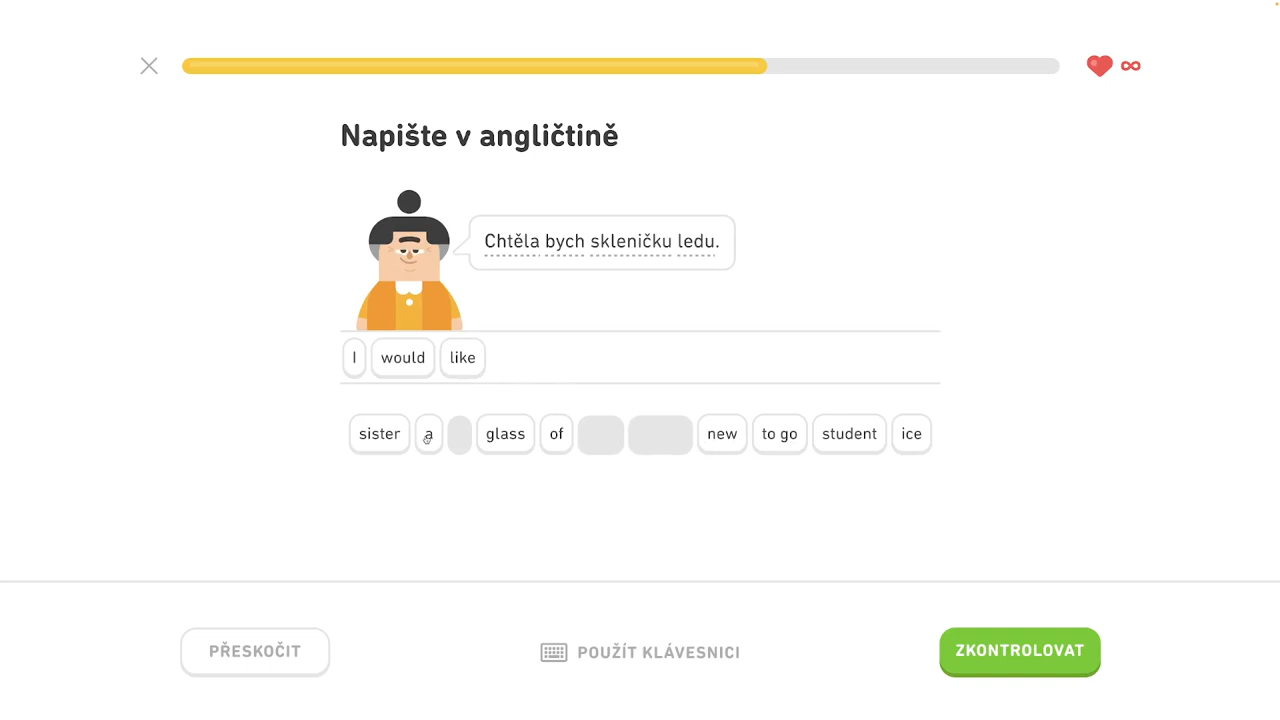 ∞
Napište v angličtině
Chtěla bych skleničku ledu.
I would like
sister a glass of new to go student ice
PŘESKOČIT POUŽÍT KLÁVESNICI ZKONTROLOVAT